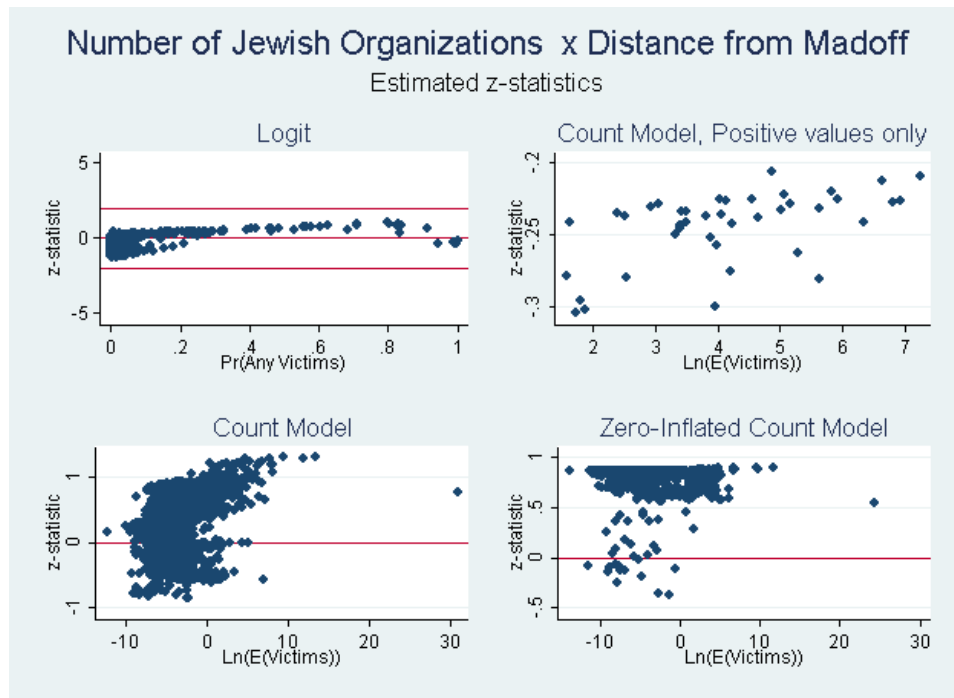 Number of Jewish Organizations x Distance from Madoff
Estimated z-statistics
Logit
z-statistic
5
0
-5
0 .2 .4 .6 .8 1
Pr(Any Victims)
Count Model, Positive values only
z-statistic
-.2
-.25
-.3
2 3 4 5 6 7
Ln(E(Victims))
Count Model
z-statistic
1
0
-1
-10 0 10 20 30
Ln(E(Victims))
Zero-Inflated Count Model
z-statistic
1
.5
0
-.5
-10 0 10 20 30
Ln(E(Victims))